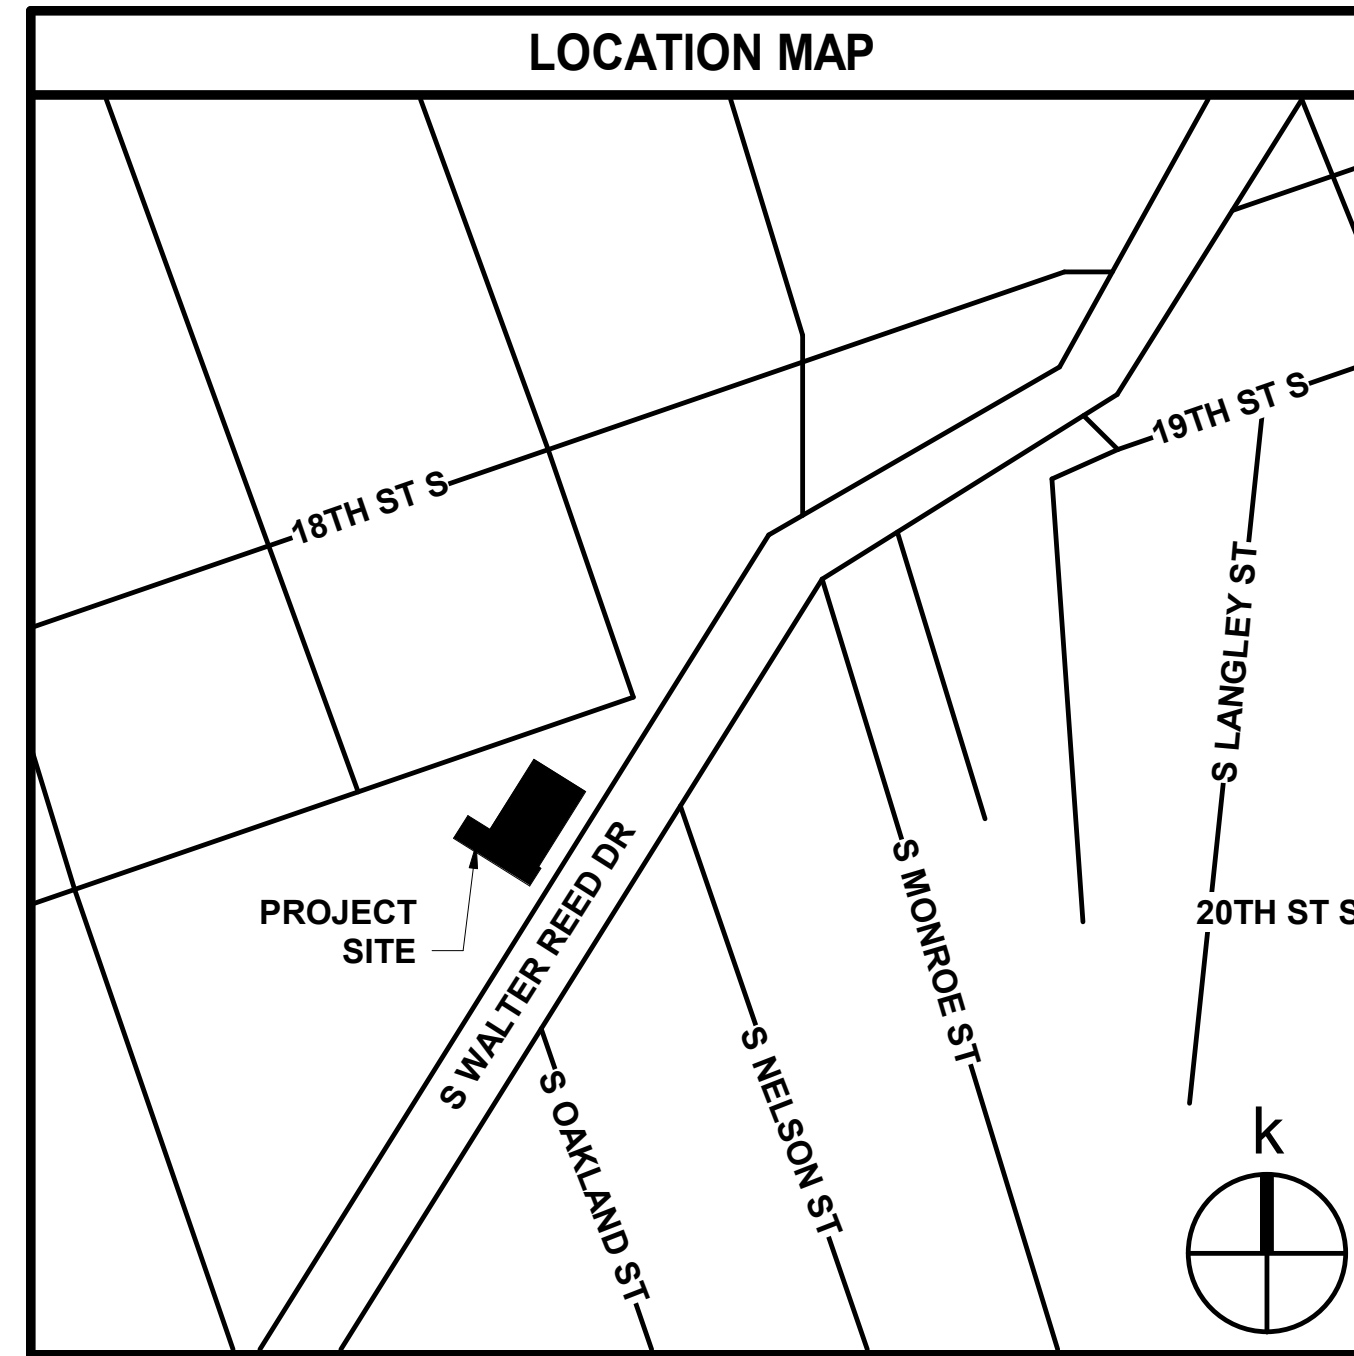 LOCATION MAP
18TH ST S
19TH ST S
S LANGLEY ST
20TH ST S
PROJECT
SITE
S WALTER REED DR
S MONROE ST
S NELSON ST
S OAKLAND ST
k